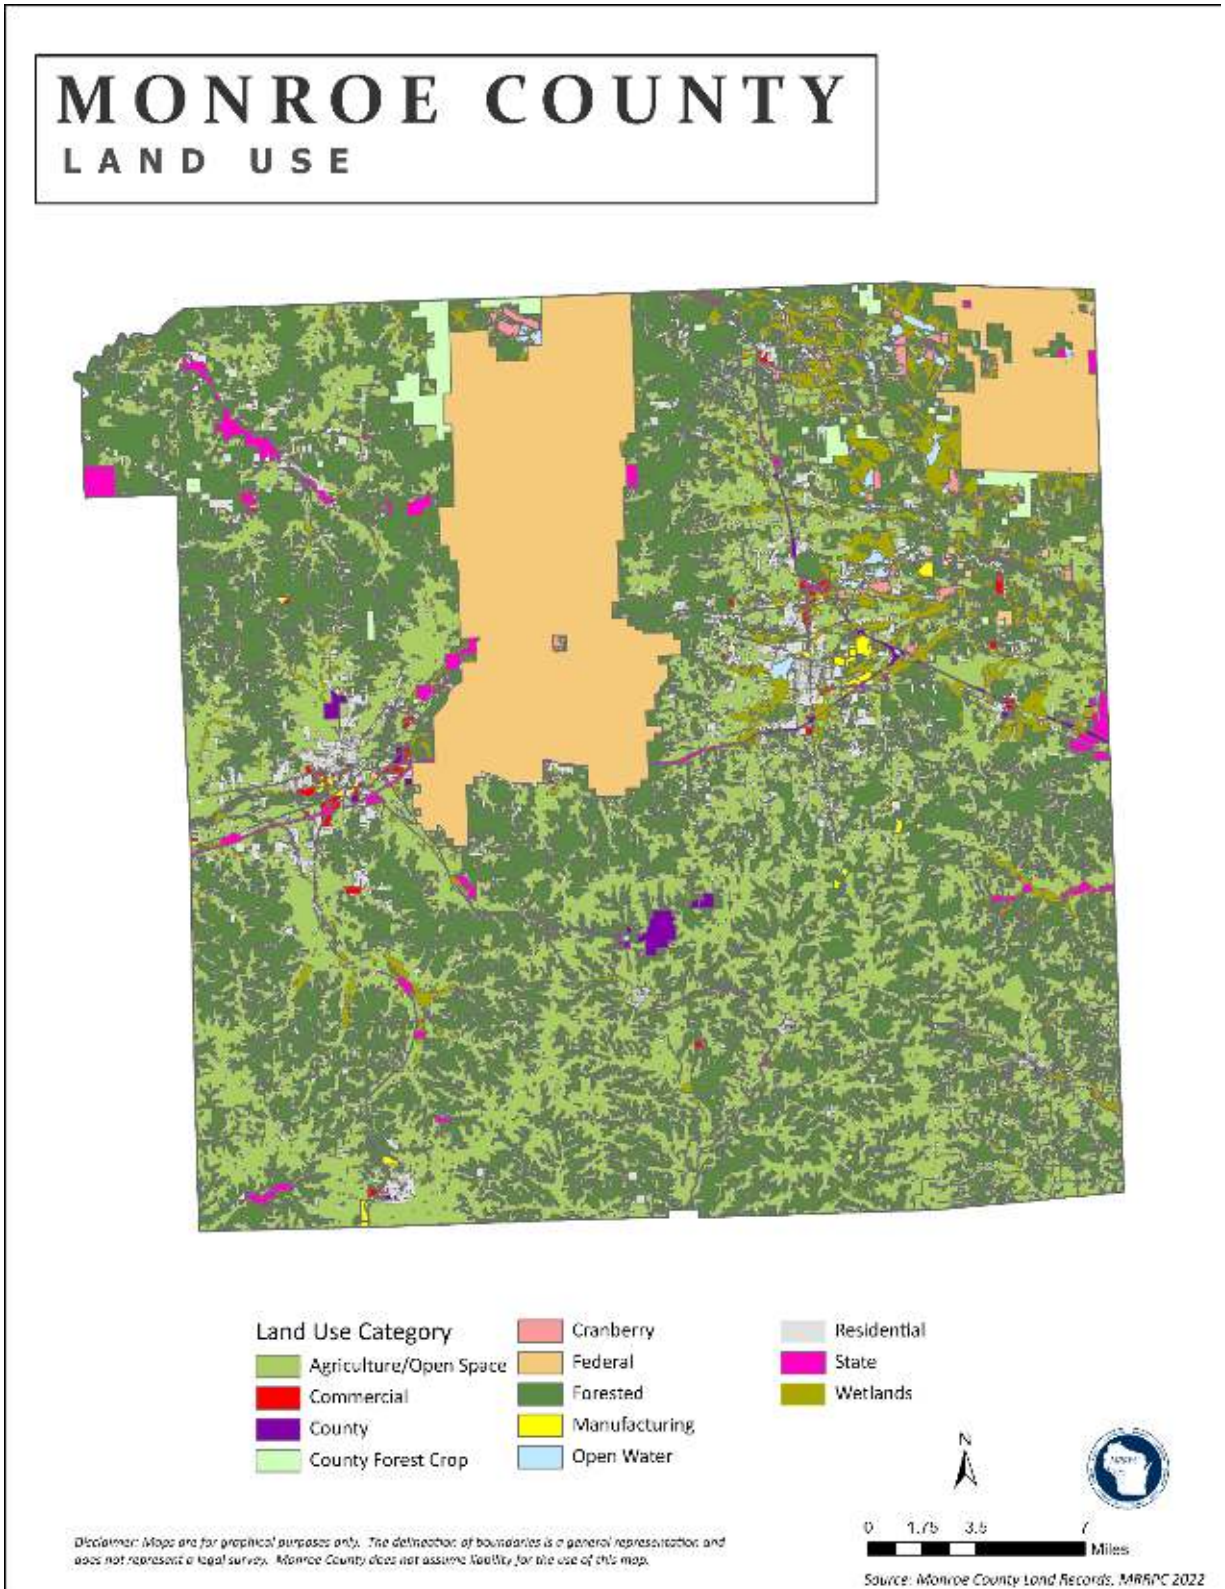 MONROE COUNTY
LAND USE
Land Use Category
Agriculture/Open Space
Commercial
County
County Forest Crop
Cranberry
Federal
Forested
Manufacturing
Open Water
Residential
State
Wetlands
N
0 1.75 3.5 7
Miles
Disclaimer: Maps are for graphical purposes only. The delineation of boundaries is a general representation and
does not represent a legal survey. Monroe County does not assume liability for the use of this map.
Source: Monroe County Land Records, MRRPC 2022